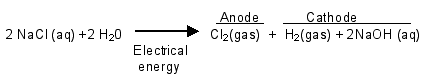 Anode Cathode
2 NaCl (aq) +2 H₂0 Cl₂(gas) + H₂(gas) + 2NaOH (aq)
Electrical
energy